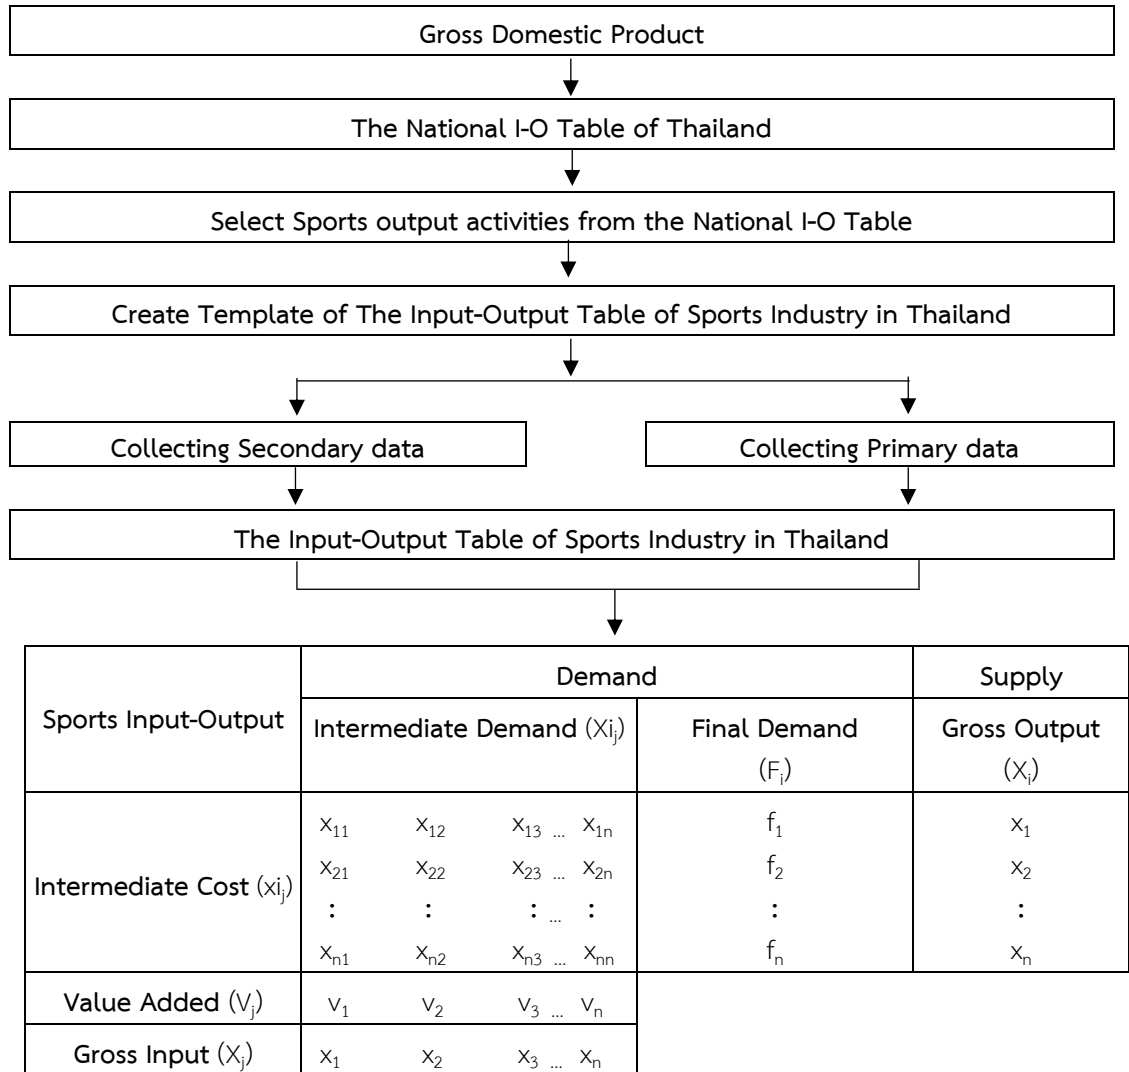 Gross Domestic Product
The National I-O Table of Thailand
Select Sports output activities from the National I-O Table
Create Template of The Input-Output Table of Sports Industry in Thailand
Collecting Secondary data
Collecting Primary data
The Input-Output Table of Sports Industry in Thailand
Demand Supply
Sports Input-Output Intermediate Demand (Xiⱼ) Final Demand Gross Output
(Fᵢ) (Xᵢ)
x₁₁ x₁₂ x₁₃ ... x₁ₙ f₁ x₁
x₂₁ x₂₂ x₂₃ ... x₂ₙ f₂ x₂
Intermediate Cost (xiⱼ)
: : : ... : : :
xₙ₁ xₙ₂ xₙ₃ ... xₙₙ fₙ xₙ
Value Added (Vⱼ) v₁ v₂ v₃ ... vₙ
Gross Input (Xⱼ) x₁ x₂ x₃ ... xₙ